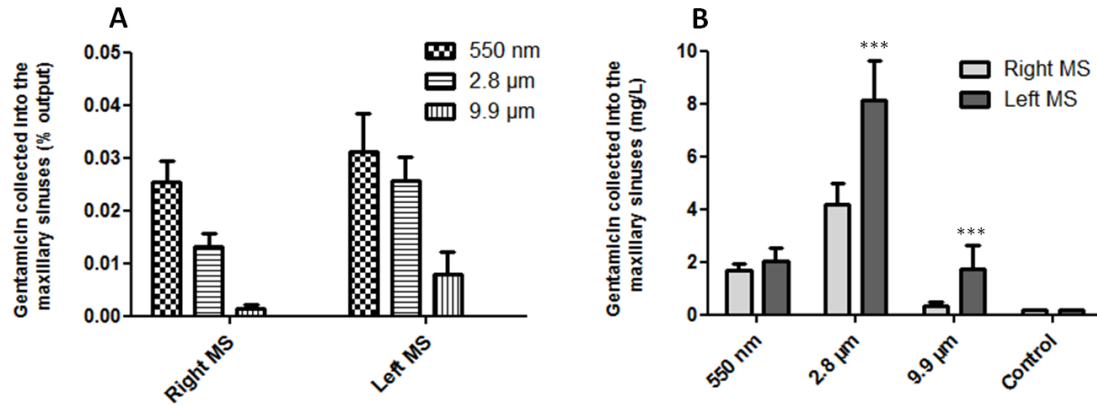 A
Gentamicin collected into the
maxillary sinuses (% output)
0.05
0.04
0.03
0.02
0.01
0.00
550 nm
2.8 µm
9.9 µm
Right MS
Left MS
B
Gentamicin collected into the
maxillary sinuses (mg/L)
10
8
6
4
2
0
***
***
Right MS
Left MS
550 nm
2.8 µm
9.9 µm
Control